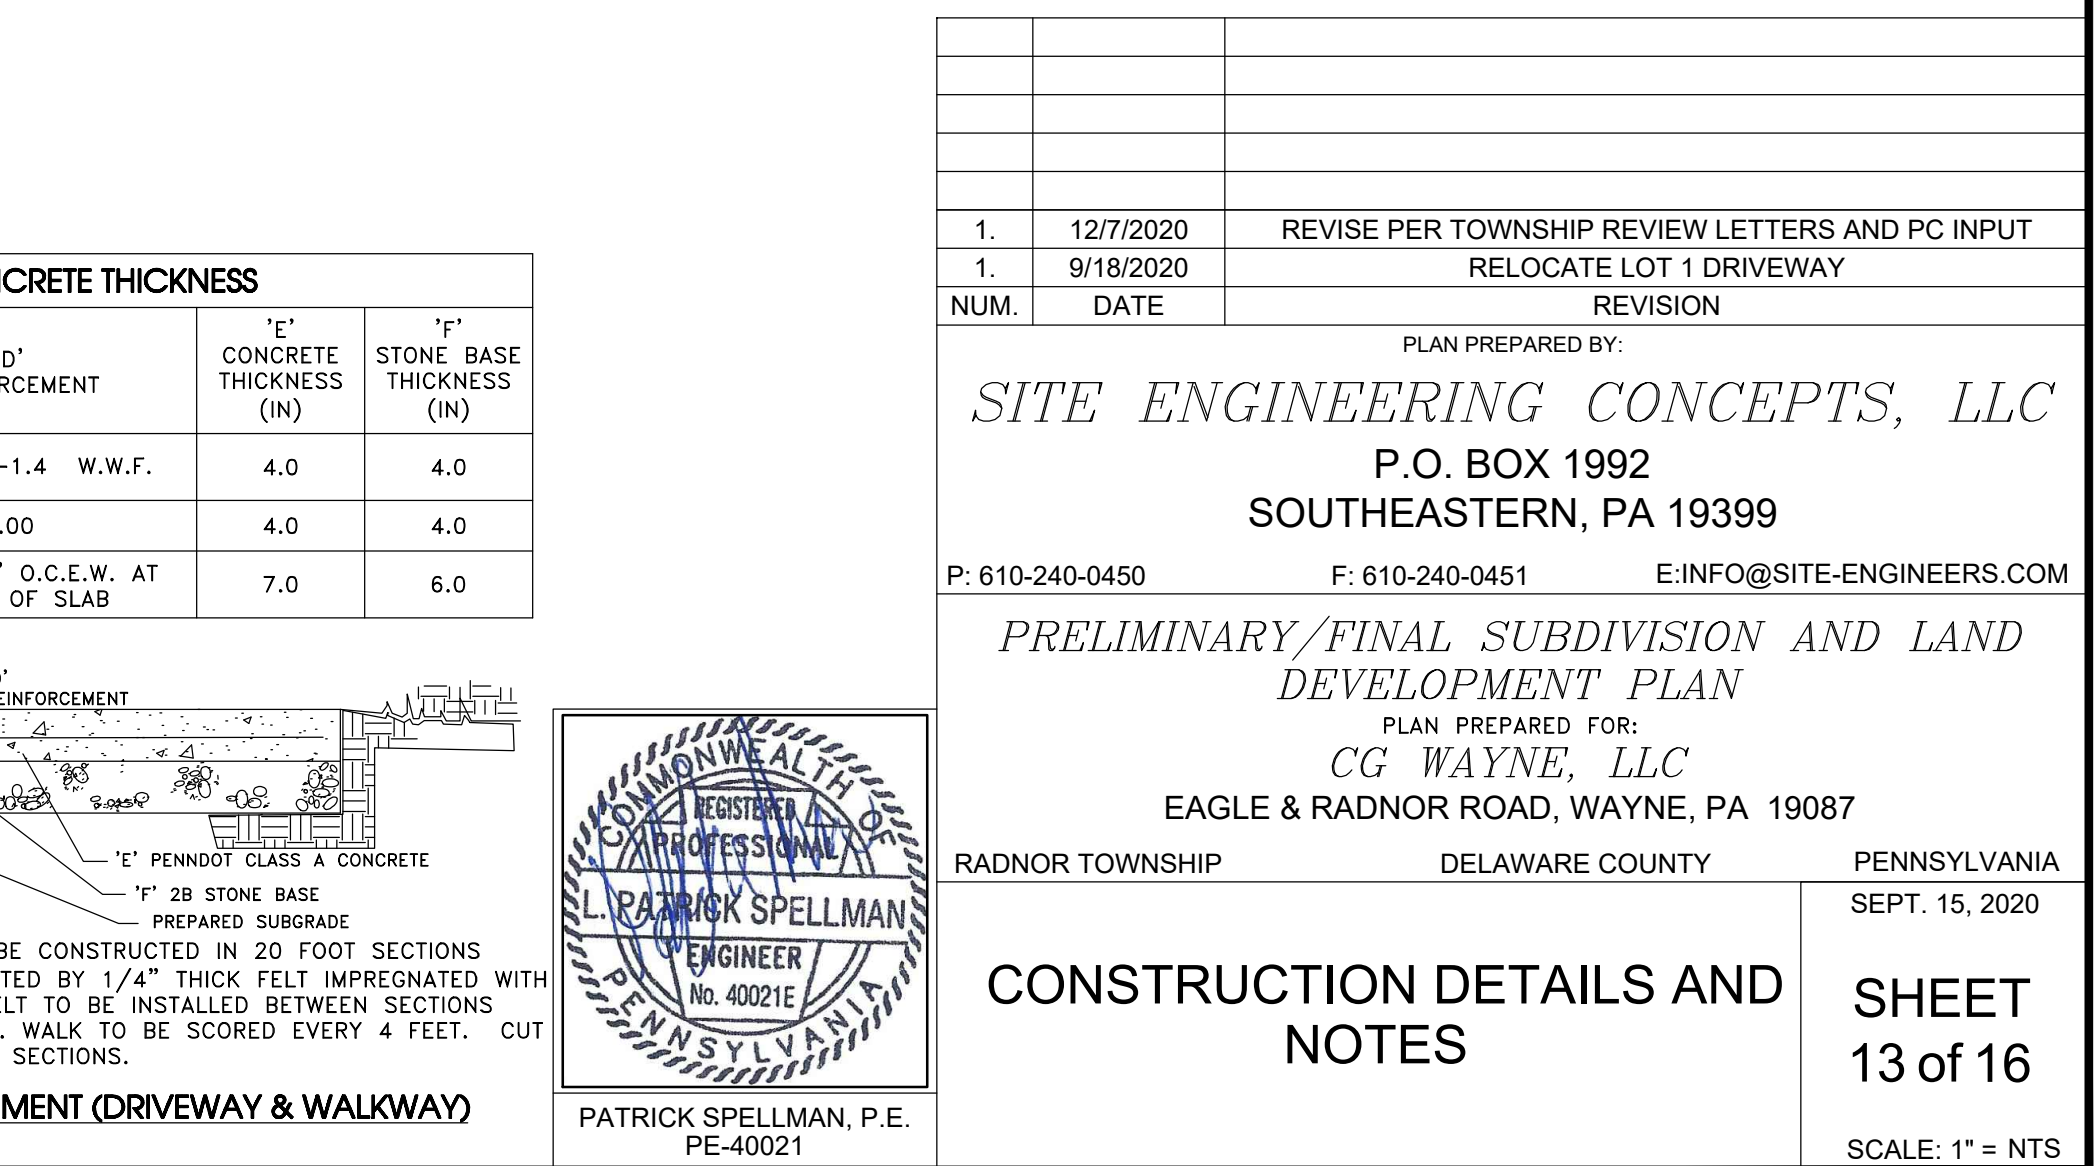 1. 12/7/2020 REVISE PER TOWNSHIP REVIEW LETTERS AND PC INPUT
1. 9/18/2020 RELOCATE LOT 1 DRIVEWAY
NUM. DATE REVISION
PLAN PREPARED BY:
SITE ENGINEERING CONCEPTS, LLC
P.O. BOX 1992
SOUTHEASTERN, PA 19399
P: 610-240-0450 F: 610-240-0451 E:INFO@SITE-ENGINEERS.COM
PRELIMINARY/FINAL SUBDIVISION AND LAND
DEVELOPMENT PLAN
PLAN PREPARED FOR:
CG WAYNE, LLC
EAGLE & RADNOR ROAD, WAYNE, PA 19087
RADNOR TOWNSHIP DELAWARE COUNTY PENNSYLVANIA
CONSTRUCTION DETAILS AND
NOTES
SEPT. 15, 2020
SHEET
13 of 16
SCALE: 1" = NTS
CRETE THICKNESS
D'
RCEMENT
'E'
CONCRETE
THICKNESS
(IN)
'F'
STONE BASE
THICKNESS
(IN)
-1.4 W.W.F. 4.0 4.0
.00 4.0 4.0
' O.C.E.W. AT
OF SLAB
7.0 6.0
EINFORCEMENT
'E' PENNDOT CLASS A CONCRETE
'F' 2B STONE BASE
PREPARED SUBGRADE
BE CONSTRUCTED IN 20 FOOT SECTIONS
TED BY 1/4" THICK FELT IMPREGNATED WITH
ELT TO BE INSTALLED BETWEEN SECTIONS
. WALK TO BE SCORED EVERY 4 FEET. CUT
SECTIONS.
MENT (DRIVEWAY & WALKWAY)
COMMONWEALTH OF
REGISTERED
PROFESSIONAL
L. PATRICK SPELLMAN
ENGINEER
No. 40021E
PENNSYLVANIA
PATRICK SPELLMAN, P.E.
PE-40021